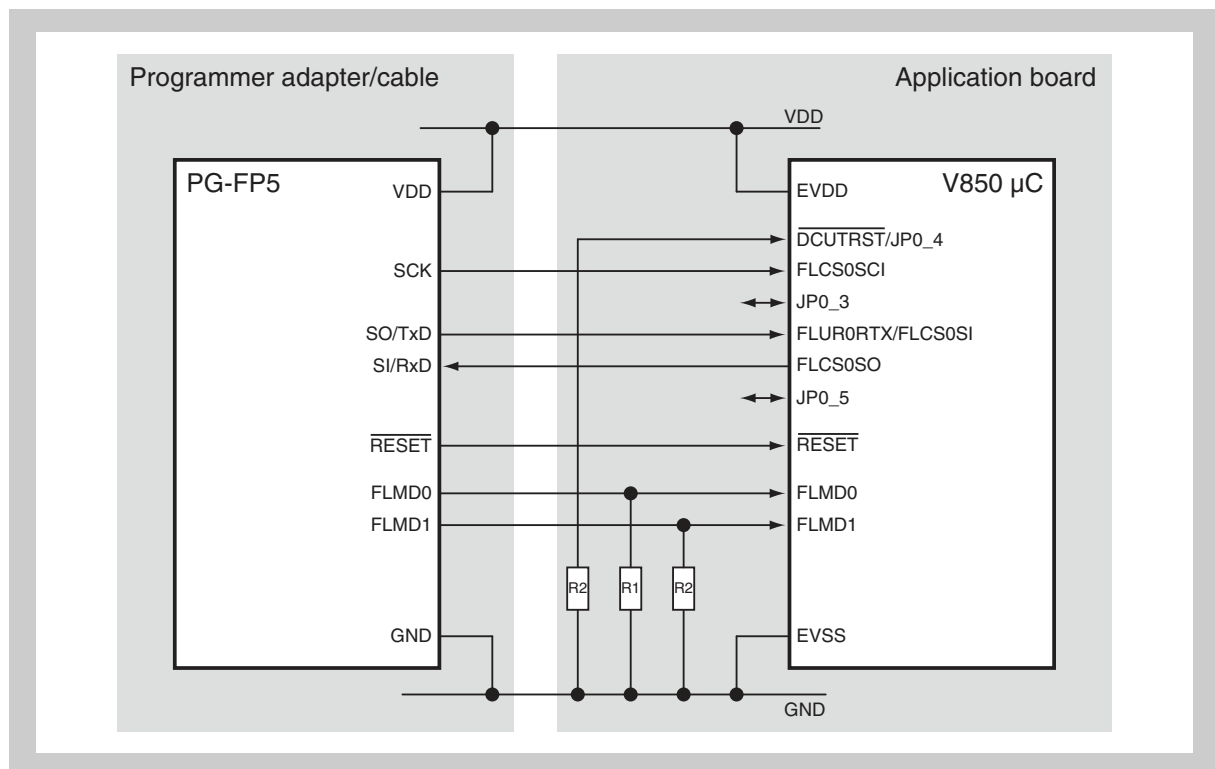 Programmer adapter/cable
Application board
VDD
PG-FP5
V850 µC
VDD
EVDD
DCUTRST/JP0_4
SCK
FLCS0SCI
JP0_3
SO/TxD
FLUR0RTX/FLCS0SI
SI/RxD
FLCS0SO
JP0_5
RESET
RESET
FLMD0
FLMD0
FLMD1
FLMD1
R2
R1
R2
GND
EVSS
GND